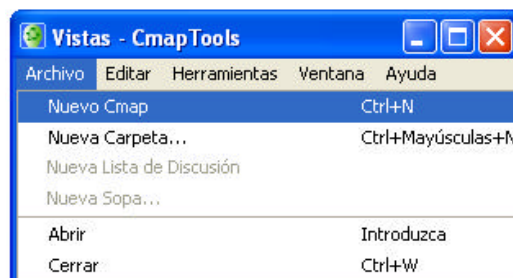 Vistas - CmapTools
Archivo Editar Herramientas Ventana Ayuda
Nuevo Cmap Ctrl+N
Nueva Carpeta... Ctrl+Mayúsculas+N
Nueva Lista de Discusión
Nueva Sopa...
Abrir Introduzca
Cerrar Ctrl+W